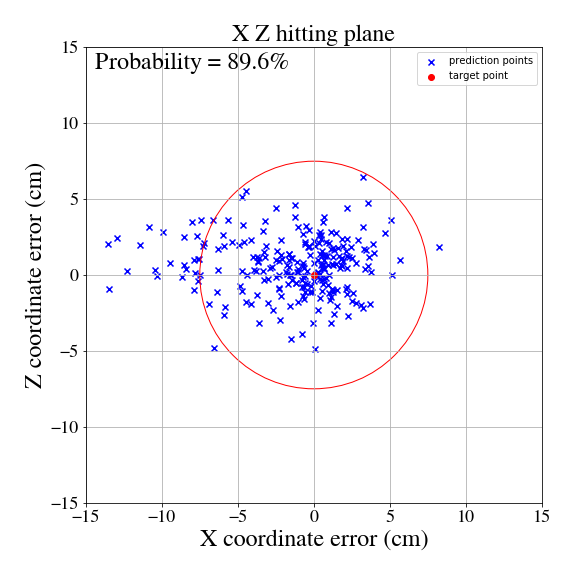 X Z hitting plane
Probability = 89.6%
prediction points
target point
15
10
5
0
−5
−10
−15
Z coordinate error (cm)
−15 −10 −5 0 5 10 15
X coordinate error (cm)